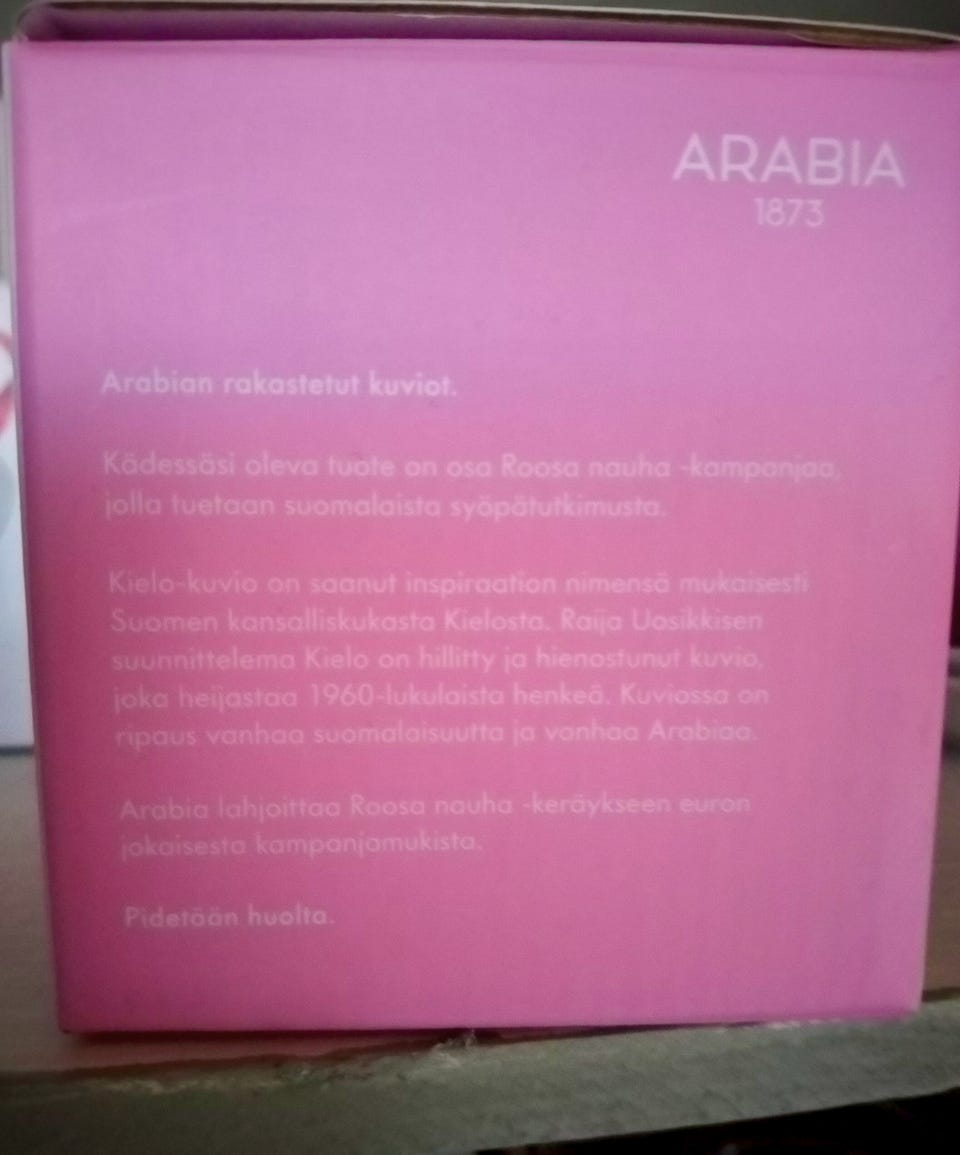 ARABIA
1873
Arabian rakastetut kuviot.
Kädessäsi oleva tuote on osa Roosa nauha -kampanjaa,
jolla tuetaan suomalaista syöpätutkimusta.
Kielo-kuvio on saanut inspiraation nimensä mukaisesti
Suomen kansalliskukasta Kielosta. Raija Uosikkisen
suunnittelema Kielo on hillitty ja hienostunut kuvio,
joka heijastaa 1960-lukulaista henkeä. Kuviossa on
ripaus vanhaa suomalaisuutta ja vanhaa Arabiaa.
Arabia lahjoittaa Roosa nauha -keräykseen euron
jokaisesta kampanjamukista.
Pidetään huolta.